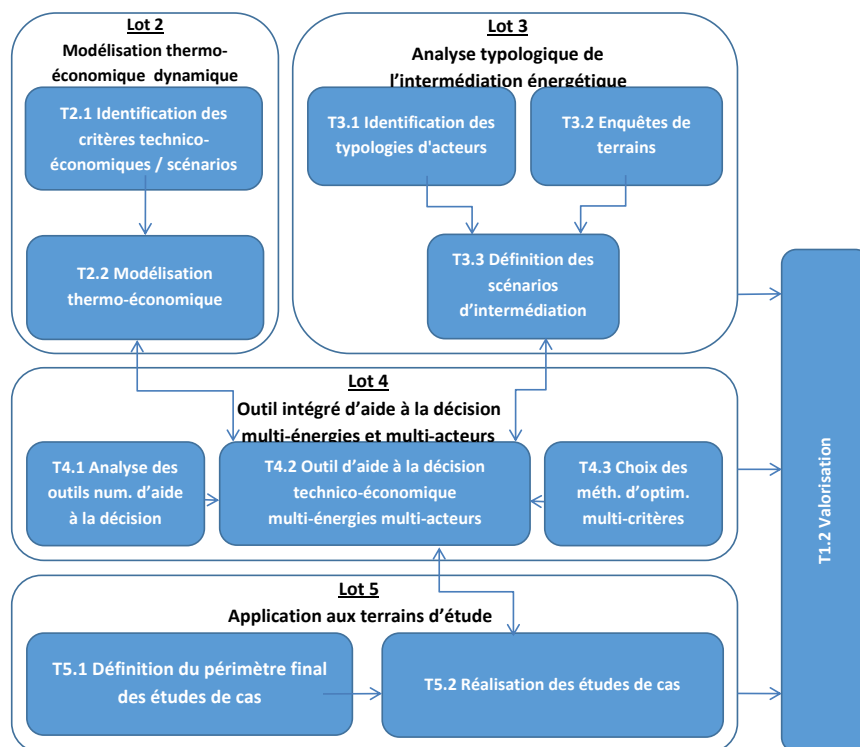 Lot 2
Modélisation thermo-
économique dynamique
T2.1 Identification des
critères technico-
économiques / scénarios
T2.2 Modélisation
thermo-économique
Lot 3
Analyse typologique de
l’intermédiation énergétique
T3.1 Identification des
typologies d'acteurs
T3.2 Enquêtes de
terrains
T3.3 Définition des
scénarios
d’intermédiation
Lot 4
Outil intégré d’aide à la décision
multi-énergies et multi-acteurs
T4.1 Analyse des
outils num. d’aide
à la décision
T4.2 Outil d’aide à la décision
technico-économique
multi-énergies multi-acteurs
T4.3 Choix des
méth. d’optim.
multi-critères
Lot 5
Application aux terrains d’étude
T5.1 Définition du périmètre final
des études de cas
T5.2 Réalisation des études de cas
T1.2 Valorisation